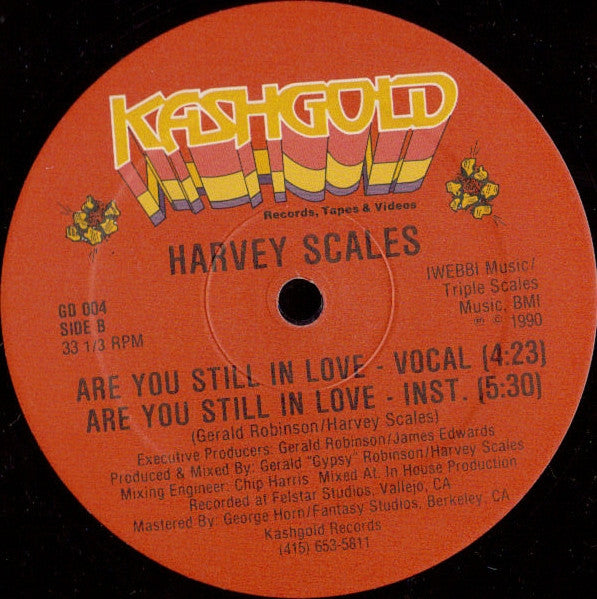 KASHGOLD
Records, Tapes & Videos
HARVEY SCALES
GD 004
SIDE B
33 1/3 RPM
IWEBBI Music/
Triple Scales
Music, BMI
℗ © 1990
ARE YOU STILL IN LOVE - VOCAL (4:23)
ARE YOU STILL IN LOVE - INST. (5:30)
(Gerald Robinson/Harvey Scales)
Executive Producers: Gerald Robinson/James Edwards
Produced & Mixed By: Gerald "Gypsy" Robinson/Harvey Scales
Mixing Engineer: Chip Harris Mixed At: In House Production
Recorded at Felstar Studios, Vallejo, CA
Mastered By: George Horn/Fantasy Studios, Berkeley, CA
Kashgold Records
(415) 653-5811